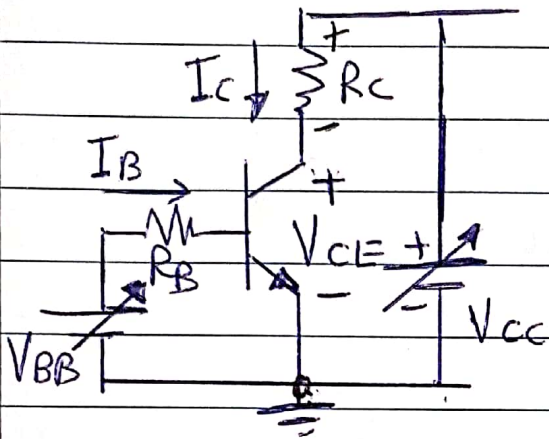 +
IC
RC
-
IB
+
VCE
+
RB
-
-
VCC
VBB